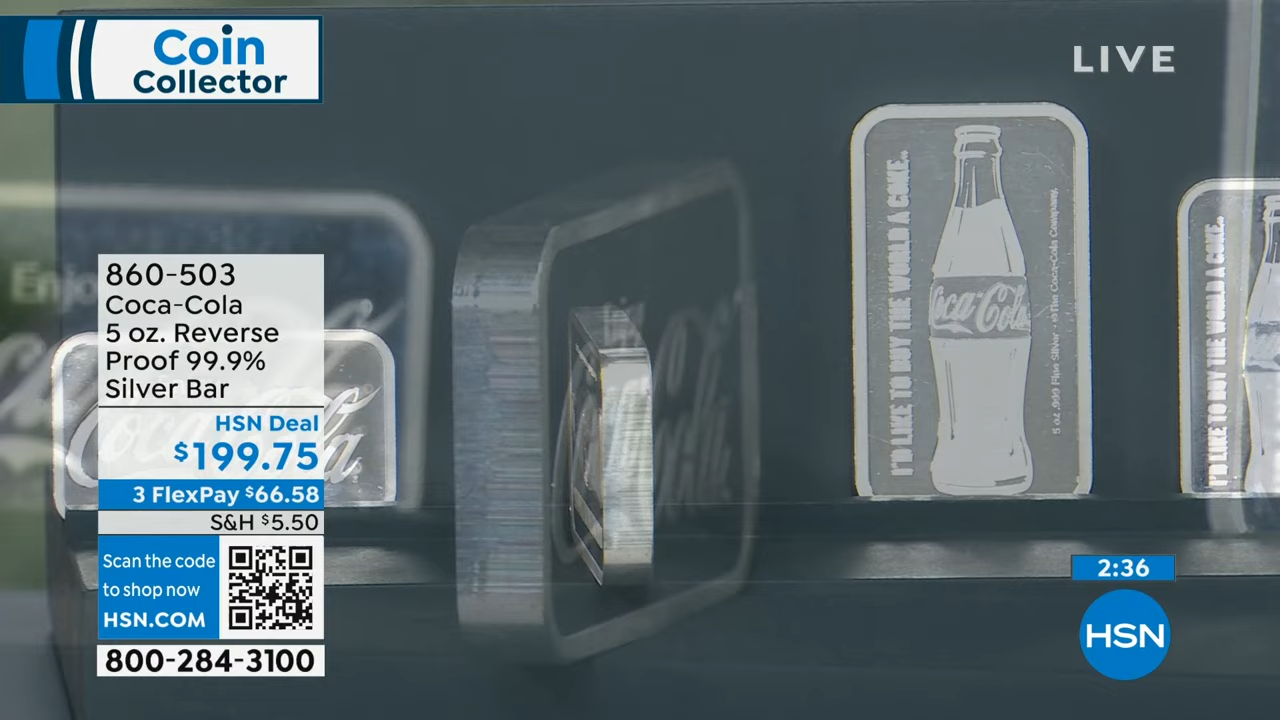 Coin
Collector
LIVE
860-503
Coca-Cola
5 oz. Reverse
Proof 99.9%
Silver Bar
HSN Deal
$199.75
3 FlexPay $66.58
S&H $5.50
Scan the code
to shop now
HSN.COM
800-284-3100
Enjo
Coca-Cola
I'D LIKE TO BUY THE WORLD A COKE..
Coca-Cola
5 oz .999 Fine Silver • ©The Coca-Cola Company.
I'D LIKE TO BUY THE WORLD A COKE..
2:36
HSN